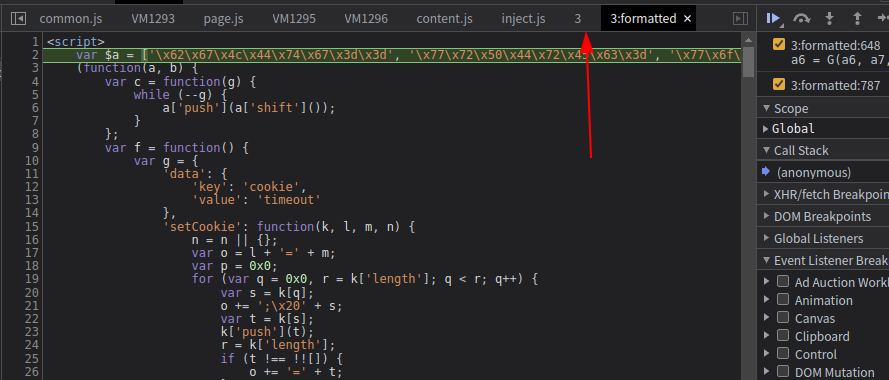 common.js VM1293 page.js VM1295 VM1296 content.js inject.js 3 3:formatted ×
1 <script>
2 var $a = ['\x62\x67\x4c\x44\x74\x67\x3d\x3d', '\x77\x72\x50\x44\x72\x45\x63\x3d', '\x77\x6f\
3 (function(a, b) {
4 var c = function(g) {
5 while (--g) {
6 a['push'](a['shift']());
7 }
8 };
9 var f = function() {
10 var g = {
11 'data': {
12 'key': 'cookie',
13 'value': 'timeout'
14 },
15 'setCookie': function(k, l, m, n) {
16 n = n || {};
17 var o = l + '=' + m;
18 var p = 0x0;
19 for (var q = 0x0, r = k['length']; q < r; q++) {
20 var s = k[q];
21 o += ';\x20' + s;
22 var t = k[s];
23 k['push'](t);
24 r = k['length'];
25 if (t !== !![]) {
26 o += '=' + t;
3:formatted:648
a6 = G(a6, a7,
3:formatted:787
Scope
Global
Call Stack
(anonymous)
XHR/fetch Breakpoin
DOM Breakpoints
Global Listeners
Event Listener Break
Ad Auction Workl
Animation
Canvas
Clipboard
Control
DOM Mutation